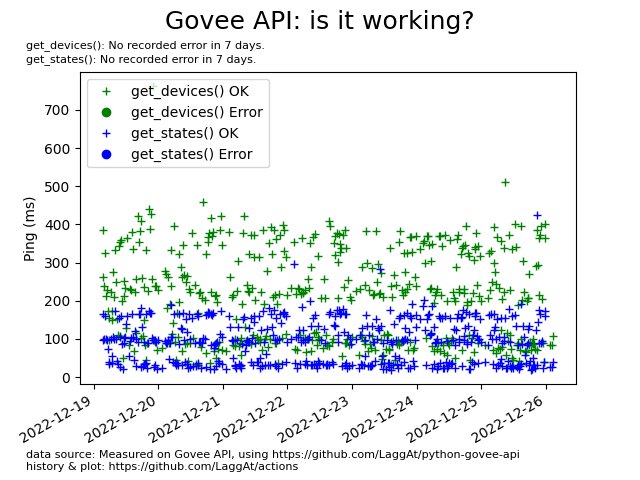 Govee API: is it working?
get_devices(): No recorded error in 7 days.
get_states(): No recorded error in 7 days.
get_devices() OK
get_devices() Error
get_states() OK
get_states() Error
Ping (ms)
700
600
500
400
300
200
100
0
2022-12-19
2022-12-20
2022-12-21
2022-12-22
2022-12-23
2022-12-24
2022-12-25
2022-12-26
data source: Measured on Govee API, using https://github.com/LaggAt/python-govee-api
history & plot: https://github.com/LaggAt/actions